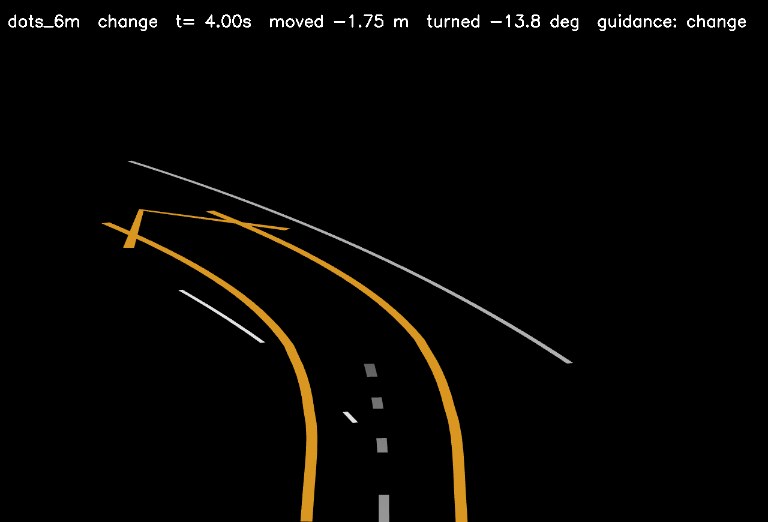 dots_6m change t= 4.00s moved −1.75 m turned −13.8 deg guidance: change